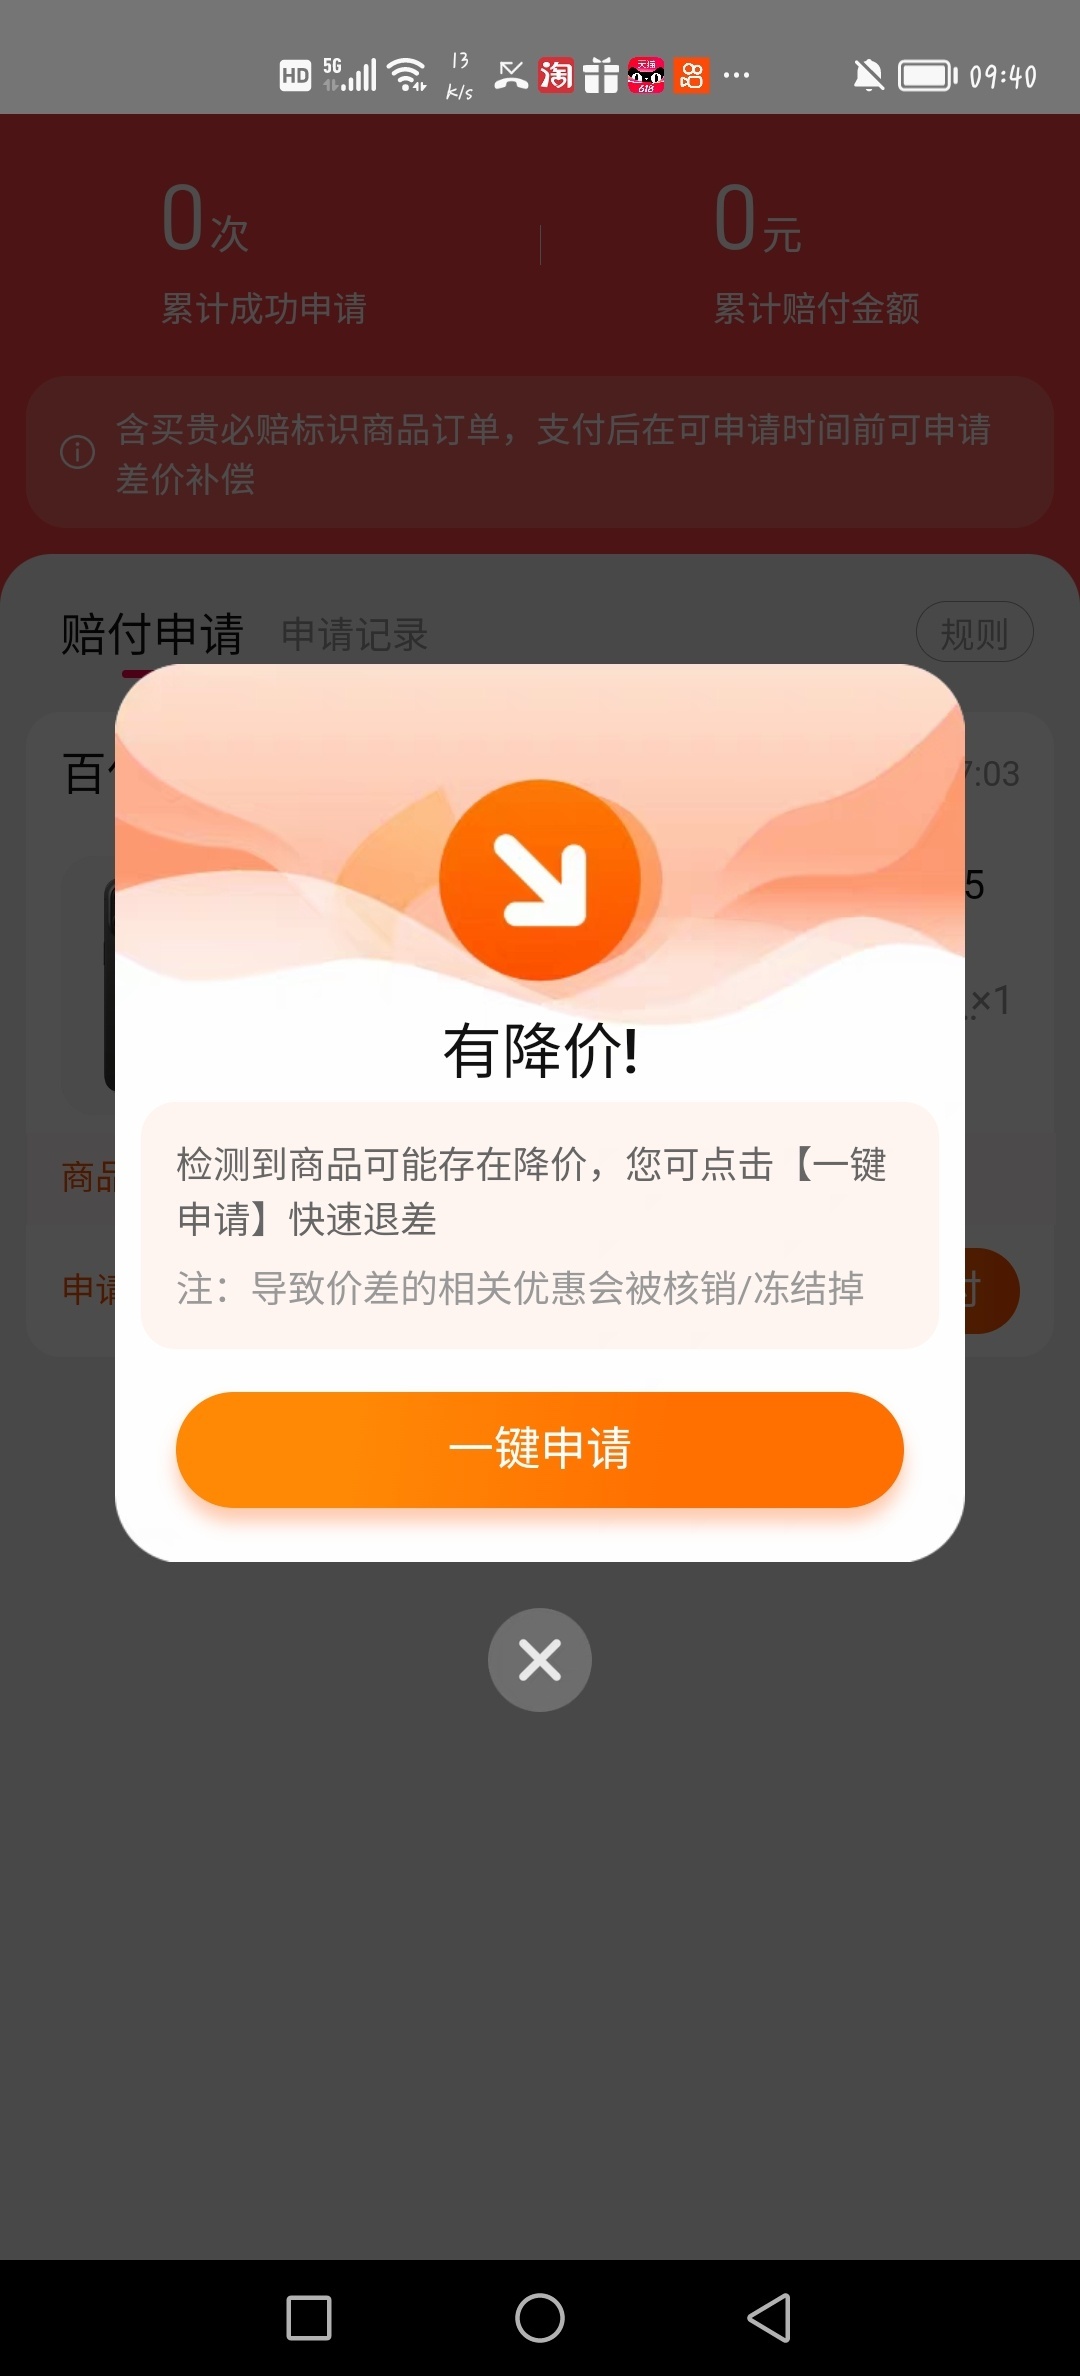 HD 5G 13 K/s 淘 天猫 618 ··· 09:40
0次 0元
累计成功申请 累计赔付金额
含买贵必赔标识商品订单，支付后在可申请时间前可申请
差价补偿
赔付申请 申请记录 规则
百 7:03
5
..×1
有降价!
检测到商品可能存在降价，您可点击【一键
申请】快速退差
商品
注：导致价差的相关优惠会被核销/冻结掉
申请 付
一键申请